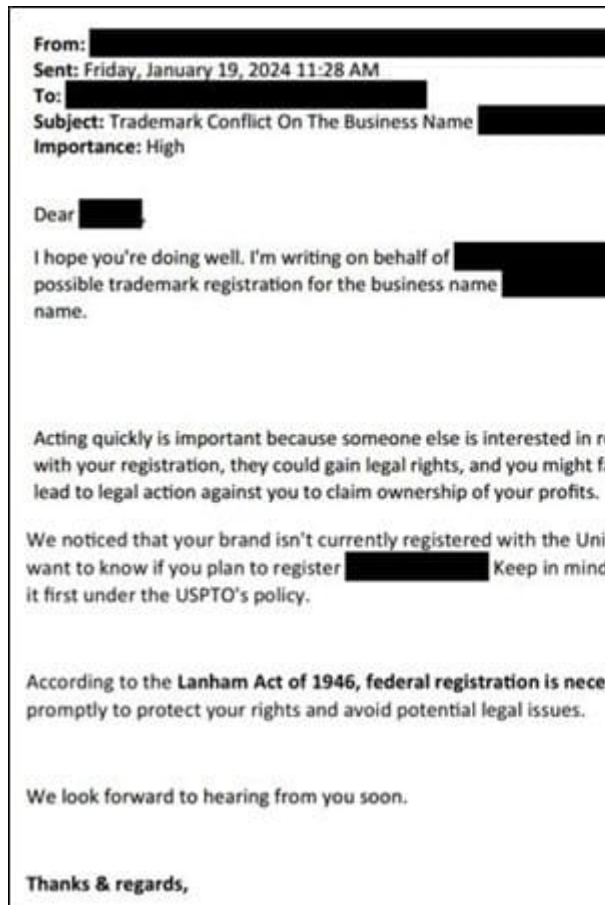 From:
Sent: Friday, January 19, 2024 11:28 AM
To:
Subject: Trademark Conflict On The Business Name
Importance: High
Dear
I hope you're doing well. I'm writing on behalf of
possible trademark registration for the business name
name.
Acting quickly is important because someone else is interested in
with your registration, they could gain legal rights, and you might
lead to legal action against you to claim ownership of your profits.
We noticed that your brand isn't currently registered with the Uni
want to know if you plan to register Keep in mind
it first under the USPTO's policy.
According to the Lanham Act of 1946, federal registration is nece
promptly to protect your rights and avoid potential legal issues.
We look forward to hearing from you soon.
Thanks & regards,